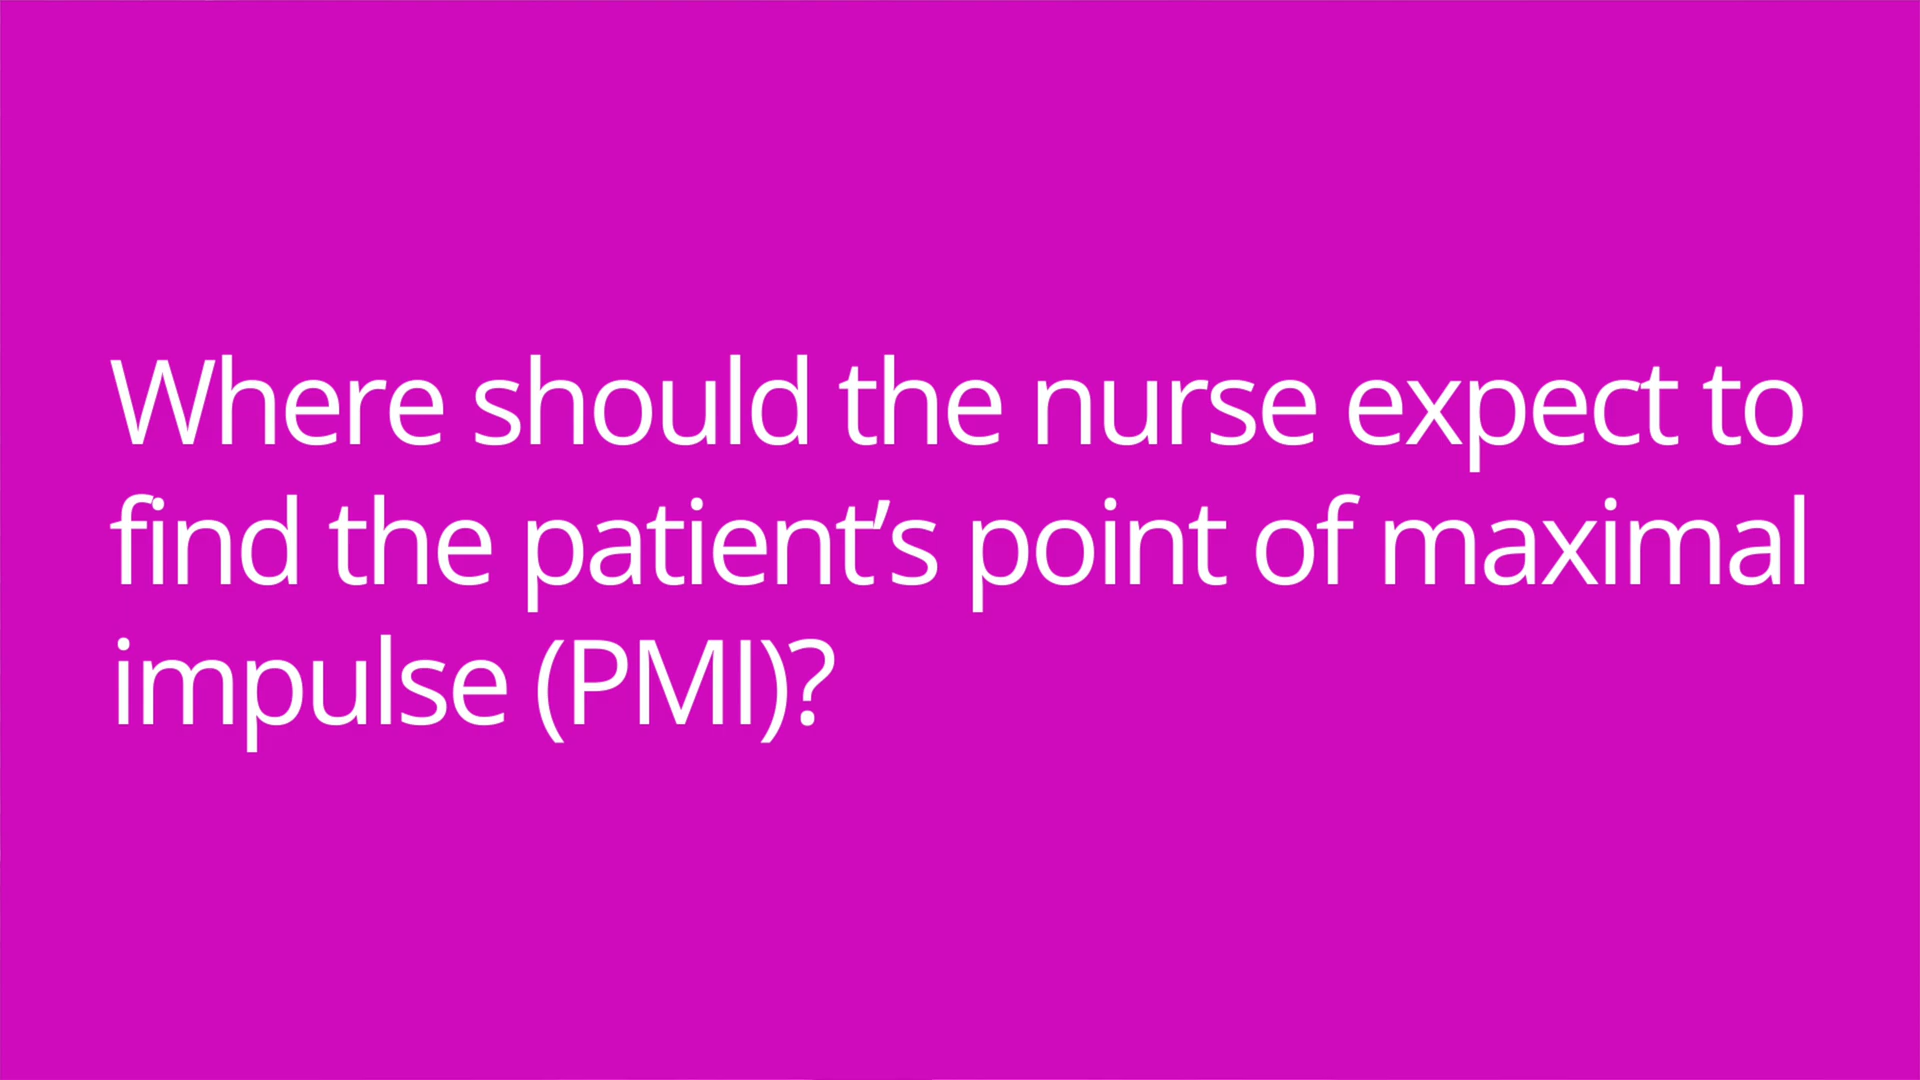 Where should the nurse expect to
find the patient’s point of maximal
impulse (PMI)?